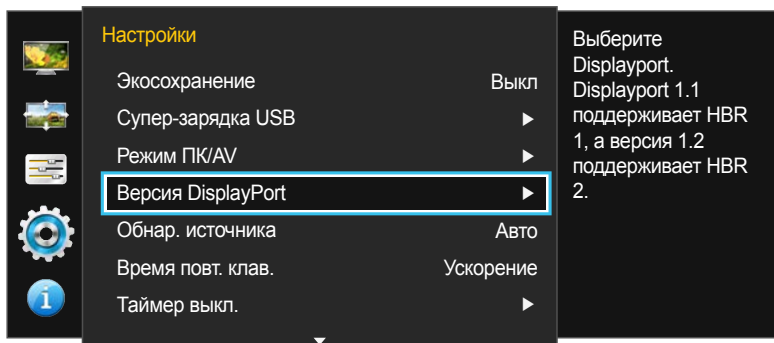 Настройки
Экосохранение Выкл
Супер-зарядка USB
Режим ПК/AV
Версия DisplayPort
Обнар. источника Авто
Время повт. клав. Ускорение
Таймер выкл.
Выберите
Displayport.
Displayport 1.1
поддерживает HBR
1, а версия 1.2
поддерживает HBR
2.